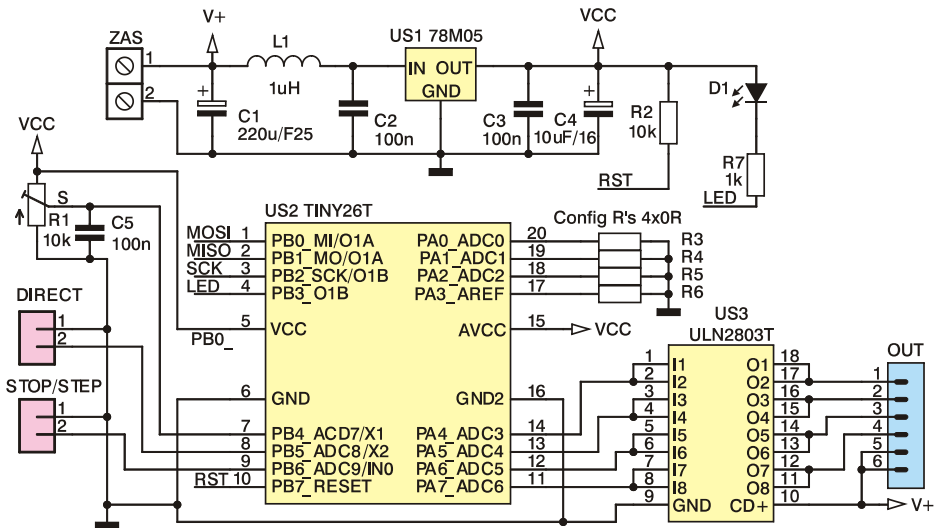 ZAS
V+
L1
US1 78M05
VCC
1
IN OUT
2
1uH
GND
D1
+
C1
220u/F25
C2
100n
C3
100n
+
C4
10uF/16
R2
10k
R7
1k
RST
LED
VCC
S
R1
10k
C5
100n
US2 TINY26T
Config R's 4x0R
MOSI 1 PB0_MI/O1A PA0_ADC0 20 R3
MISO 2 PB1_MO/O1A PA1_ADC1 19 R4
SCK 3 PB2_SCK/O1B PA2_ADC2 18 R5
LED 4 PB3_O1B PA3_AREF 17 R6
DIRECT
1
2
PB0_
5 VCC AVCC 15 VCC
US3
ULN2803T
OUT
STOP/STEP
1
2
6 GND GND2 16
7 PB4_ACD7/X1 PA4_ADC3 14
8 PB5_ADC8/X2 PA5_ADC4 13
9 PB6_ADC9/IN0 PA6_ADC5 12
RST 10 PB7_RESET PA7_ADC6 11
1 I1 O1 18
2 I2 O2 17
3 I3 O3 16
4 I4 O4 15
5 I5 O5 14
6 I6 O6 13
7 I7 O7 12
8 I8 O8 11
9 GND CD+ 10
1
2
3
4
5
6
V+